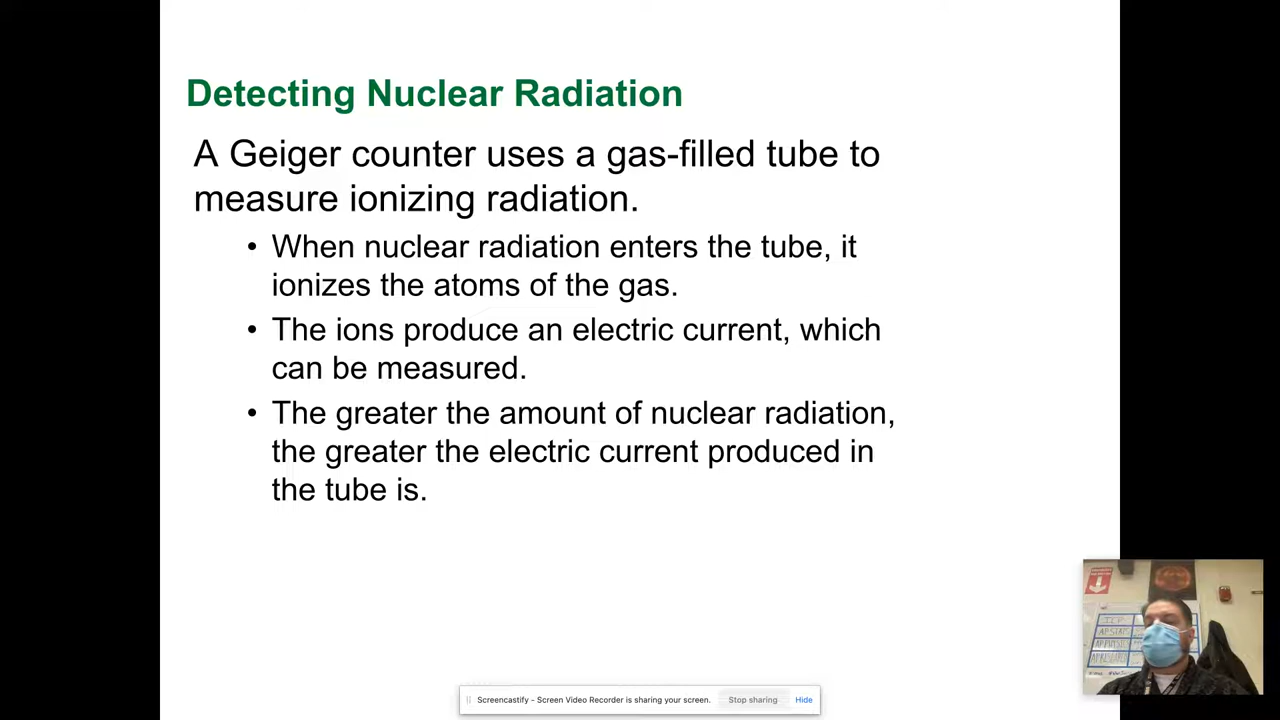 Detecting Nuclear Radiation
A Geiger counter uses a gas-filled tube to
measure ionizing radiation.
• When nuclear radiation enters the tube, it
ionizes the atoms of the gas.
• The ions produce an electric current, which
can be measured.
• The greater the amount of nuclear radiation,
the greater the electric current produced in
the tube is.
Screencastify - Screen Video Recorder is sharing your screen. Stop sharing Hide